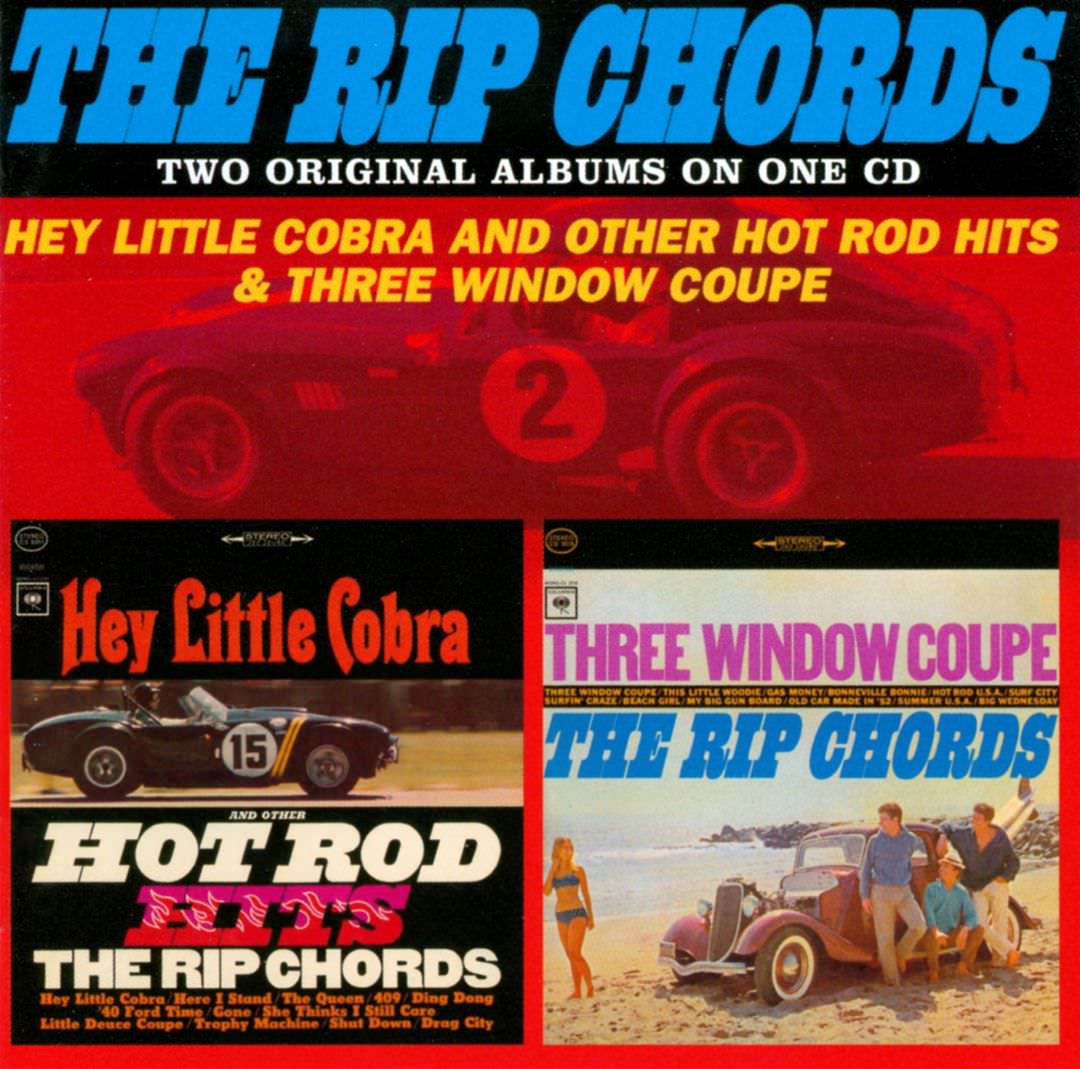 THE RIP CHORDS
TWO ORIGINAL ALBUMS ON ONE CD
HEY LITTLE COBRA AND OTHER HOT ROD HITS
& THREE WINDOW COUPE
2
STEREO
Hey Little Cobra
15
AND OTHER
HOT ROD
HITS
THE RIP CHORDS
Hey Little Cobra / Here I Stand / The Queen / 409 / Ding Dong
'40 Ford Time / Gone / She Thinks I Still Care
Little Deuce Coupe / Trophy Machine / Shut Down / Drag City
STEREO
COLUMBIA
THREE WINDOW COUPE
THREE WINDOW COUPE / THIS LITTLE WOODIE / GAS MONEY / BONNEVILLE BONNIE / HOT ROD U.S.A. / SURF CITY
SURFIN' CRAZE / BEACH GIRL / MY BIG GUN BOARD / OLD CAR MADE IN '52 / SUMMER U.S.A. / BIG WEDNESDAY
THE RIP CHORDS